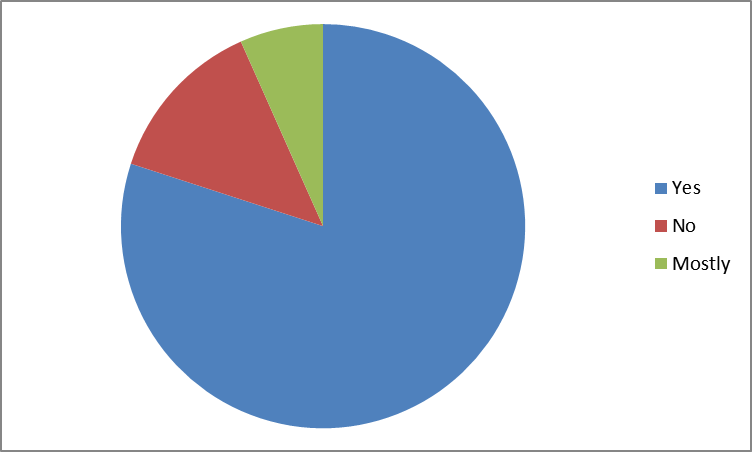 Yes
No
Mostly